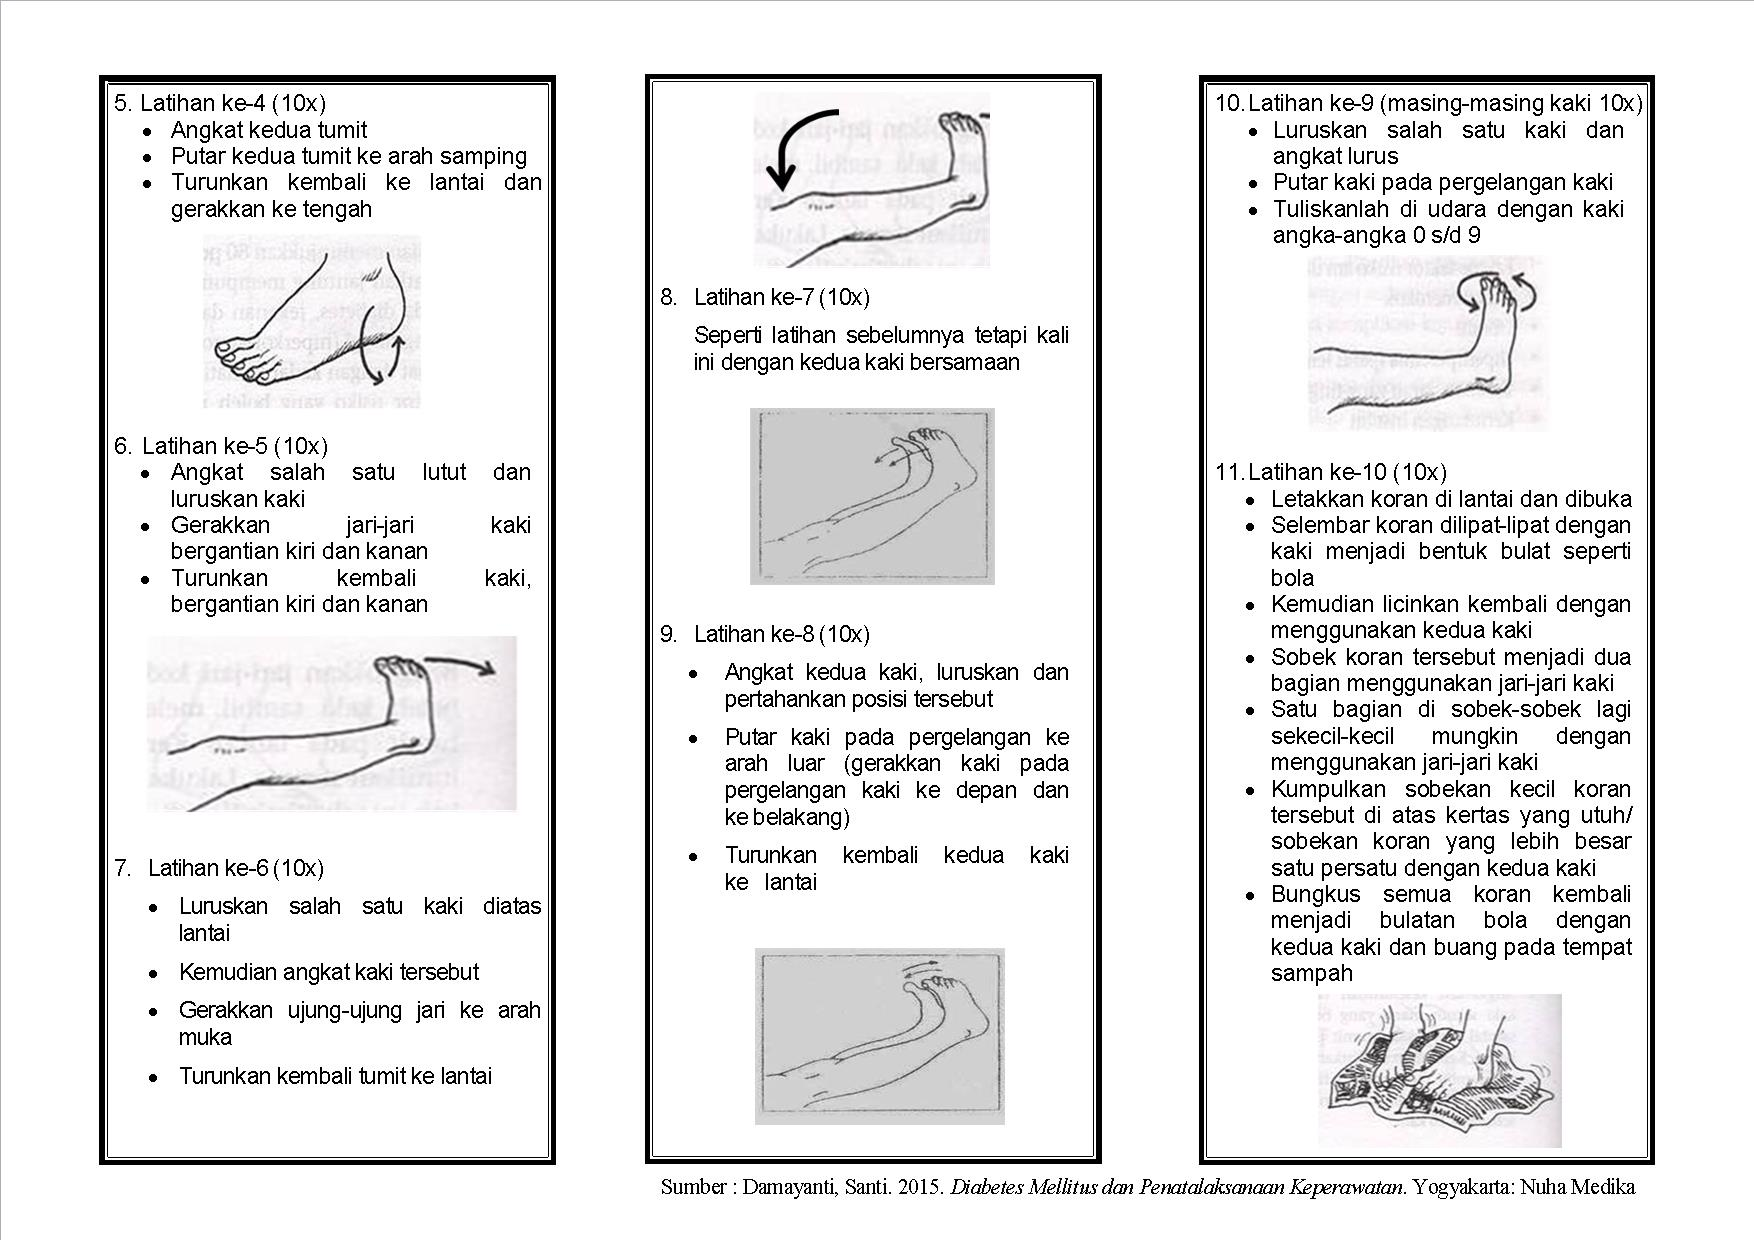 5. Latihan ke-4 (10x)
• Angkat kedua tumit
• Putar kedua tumit ke arah samping
• Turunkan kembali ke lantai dan
gerakkan ke tengah
6. Latihan ke-5 (10x)
• Angkat salah satu lutut dan
luruskan kaki
• Gerakkan jari-jari kaki
bergantian kiri dan kanan
• Turunkan kembali kaki,
bergantian kiri dan kanan
7. Latihan ke-6 (10x)
• Luruskan salah satu kaki diatas
lantai
• Kemudian angkat kaki tersebut
• Gerakkan ujung-ujung jari ke arah
muka
• Turunkan kembali tumit ke lantai
8. Latihan ke-7 (10x)
Seperti latihan sebelumnya tetapi kali
ini dengan kedua kaki bersamaan
9. Latihan ke-8 (10x)
• Angkat kedua kaki, luruskan dan
pertahankan posisi tersebut
• Putar kaki pada pergelangan ke
arah luar (gerakkan kaki pada
pergelangan kaki ke depan dan
ke belakang)
• Turunkan kembali kedua kaki
ke lantai
10. Latihan ke-9 (masing-masing kaki 10x)
• Luruskan salah satu kaki dan
angkat lurus
• Putar kaki pada pergelangan kaki
• Tuliskanlah di udara dengan kaki
angka-angka 0 s/d 9
11. Latihan ke-10 (10x)
• Letakkan koran di lantai dan dibuka
• Selembar koran dilipat-lipat dengan
kaki menjadi bentuk bulat seperti
bola
• Kemudian licinkan kembali dengan
menggunakan kedua kaki
• Sobek koran tersebut menjadi dua
bagian menggunakan jari-jari kaki
• Satu bagian di sobek-sobek lagi
sekecil-kecil mungkin dengan
menggunakan jari-jari kaki
• Kumpulkan sobekan kecil koran
tersebut di atas kertas yang utuh/
sobekan koran yang lebih besar
satu persatu dengan kedua kaki
• Bungkus semua koran kembali
menjadi bulatan bola dengan
kedua kaki dan buang pada tempat
sampah
Sumber : Damayanti, Santi. 2015. Diabetes Mellitus dan Penatalaksanaan Keperawatan. Yogyakarta: Nuha Medika